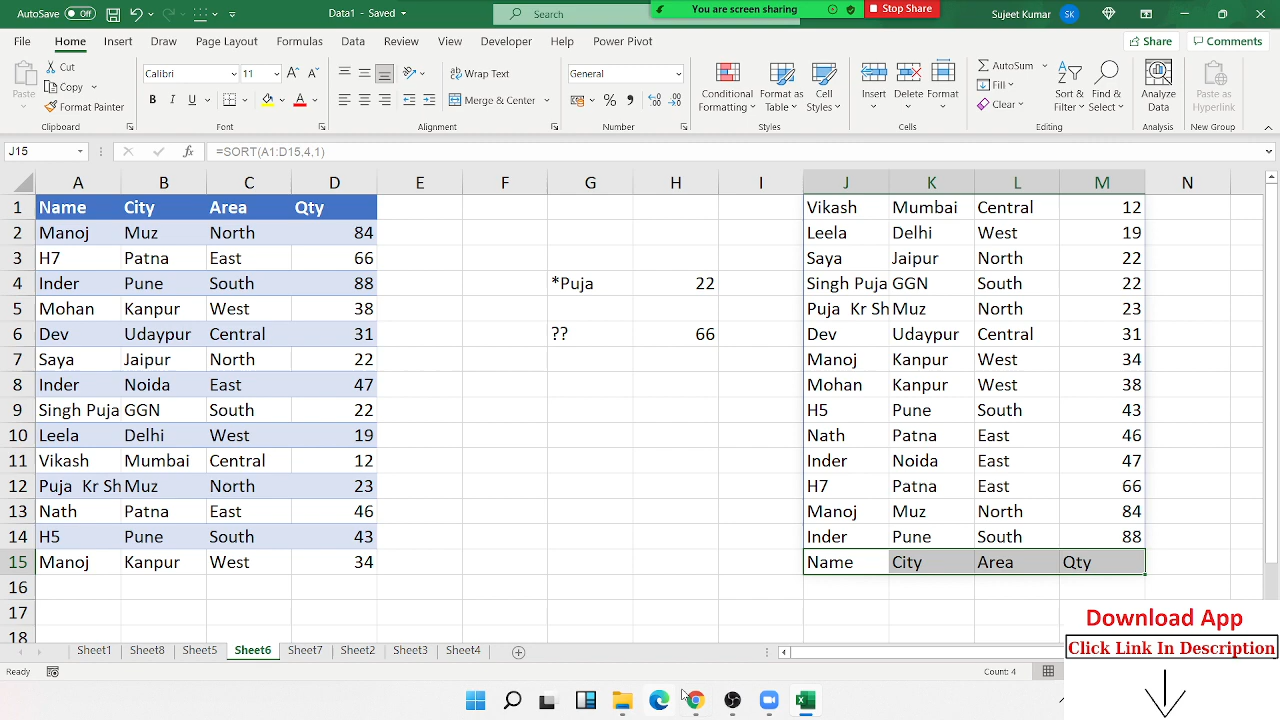 AutoSave Off Data1 - Saved Search You are screen sharing Stop Share Sujeet Kumar SK
File Home Insert Draw Page Layout Formulas Data Review View Developer Help Power Pivot Share Comments
Paste Cut Copy Format Painter Clipboard
Calibri 11 B I U A Font
Wrap Text Merge & Center Alignment
General % Number
Conditional Formatting Format as Table Cell Styles Styles
Insert Delete Format Cells
AutoSum Fill Clear Sort & Filter Find & Select Editing
Analyze Data Analysis
Paste as Hyperlink New Group
J15 fx =SORT(A1:D15,4,1)
A B C D E F G H I J K L M N
1 Name City Area Qty Vikash Mumbai Central 12
2 Manoj Muz North 84 Leela Delhi West 19
3 H7 Patna East 66 Saya Jaipur North 22
4 Inder Pune South 88 *Puja 22 Singh Puja GGN South 22
5 Mohan Kanpur West 38 Puja Kr Sh Muz North 23
6 Dev Udaypur Central 31 ?? 66 Dev Udaypur Central 31
7 Saya Jaipur North 22 Manoj Kanpur West 34
8 Inder Noida East 47 Mohan Kanpur West 38
9 Singh Puja GGN South 22 H5 Pune South 43
10 Leela Delhi West 19 Nath Patna East 46
11 Vikash Mumbai Central 12 Inder Noida East 47
12 Puja Kr Sh Muz North 23 H7 Patna East 66
13 Nath Patna East 46 Manoj Muz North 84
14 H5 Pune South 43 Inder Pune South 88
15 Manoj Kanpur West 34 Name City Area Qty
16
17
18
Download App
Click Link In Description
Sheet1 Sheet8 Sheet5 Sheet6 Sheet7 Sheet2 Sheet3 Sheet4
Ready Count: 4